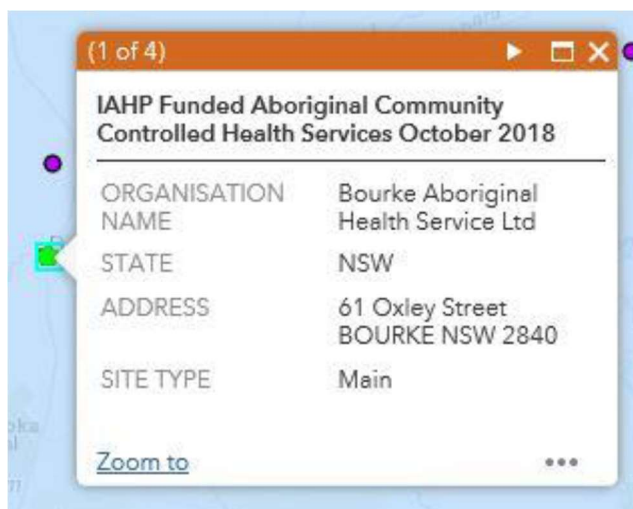 (1 of 4)
IAHP Funded Aboriginal Community
Controlled Health Services October 2018
ORGANISATION NAME
Bourke Aboriginal Health Service Ltd
STATE
NSW
ADDRESS
61 Oxley Street
BOURKE NSW 2840
SITE TYPE
Main
Zoom to